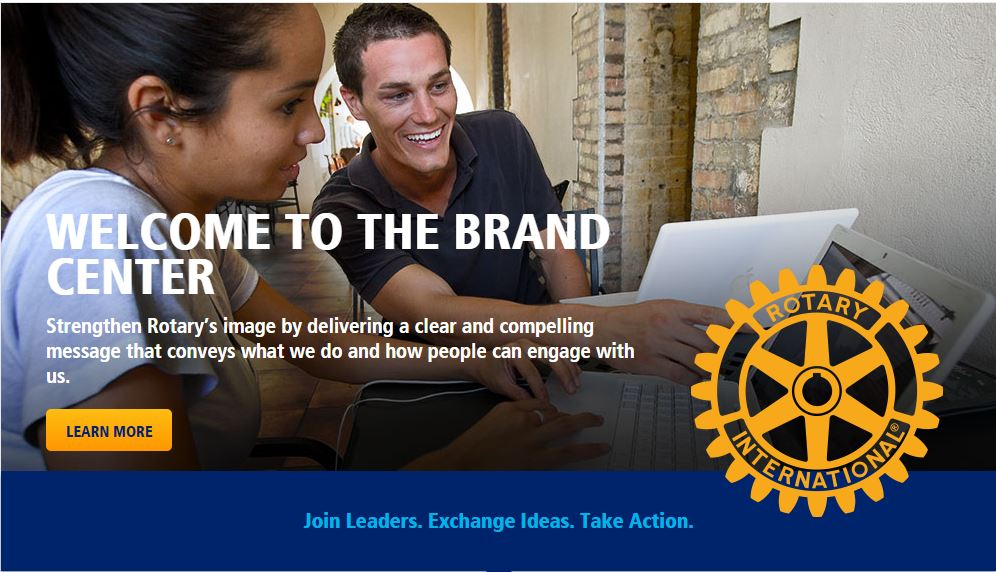 WELCOME TO THE BRAND
CENTER
Strengthen Rotary’s image by delivering a clear and compelling
message that conveys what we do and how people can engage with
us.
LEARN MORE
ROTARY
INTERNATIONAL®
Join Leaders. Exchange Ideas. Take Action.